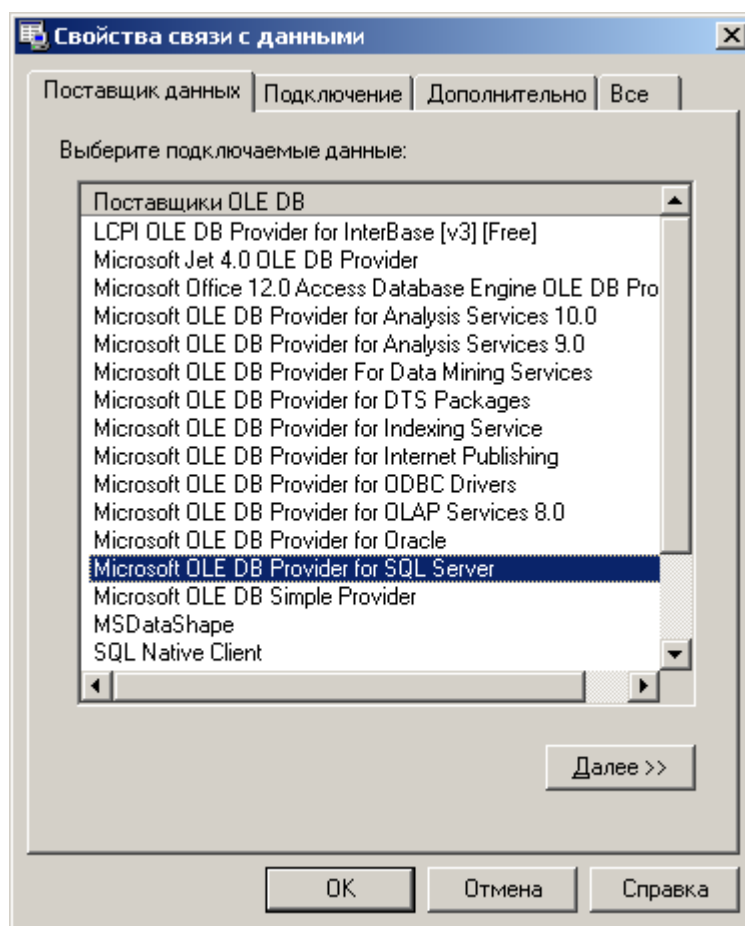 Свойства связи с данными
Поставщик данных Подключение Дополнительно Все
Выберите подключаемые данные:
Поставщики OLE DB
LCPI OLE DB Provider for InterBase [v3] [Free]
Microsoft Jet 4.0 OLE DB Provider
Microsoft Office 12.0 Access Database Engine OLE DB Pro
Microsoft OLE DB Provider for Analysis Services 10.0
Microsoft OLE DB Provider for Analysis Services 9.0
Microsoft OLE DB Provider For Data Mining Services
Microsoft OLE DB Provider for DTS Packages
Microsoft OLE DB Provider for Indexing Service
Microsoft OLE DB Provider for Internet Publishing
Microsoft OLE DB Provider for ODBC Drivers
Microsoft OLE DB Provider for OLAP Services 8.0
Microsoft OLE DB Provider for Oracle
Microsoft OLE DB Provider for SQL Server
Microsoft OLE DB Simple Provider
MSDataShape
SQL Native Client
Далее >>
OK Отмена Справка